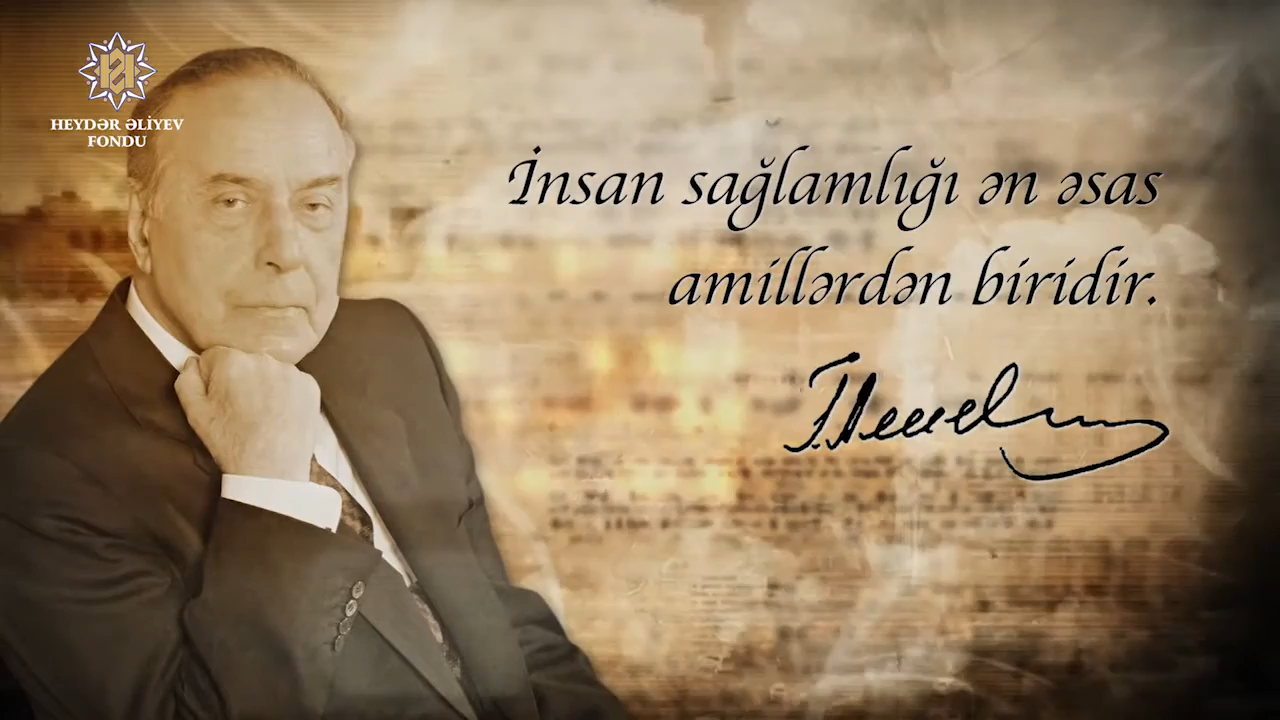 HEYDƏR ƏLİYEV
FONDU
İnsan sağlamlığı ən əsas
amillərdən biridir.